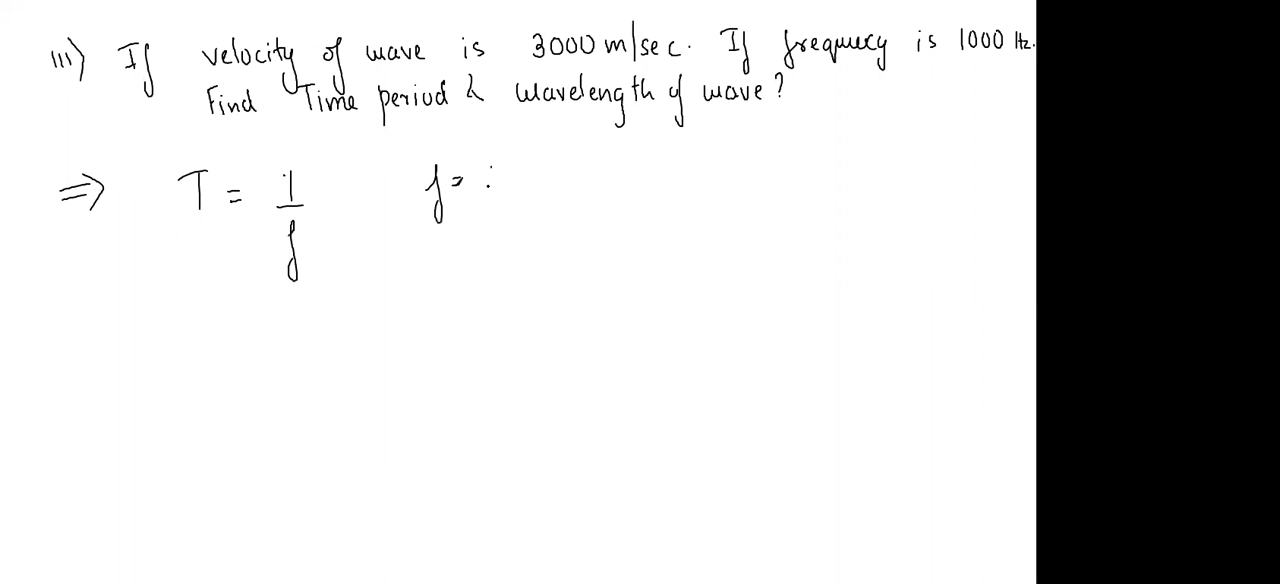 III) If velocity of wave is 3000 m/sec. If frequency is 1000 Hz.
Find Time period & wavelength of wave?
⇒ T = 1/f f =